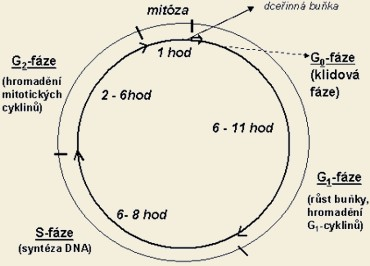 mitóza
dceřinná buňka
1 hod
G₂-fáze
(hromadění
mitotických
cyklinů)
2 - 6hod
G₀-fáze
(klidová
fáze)
6 - 11 hod
G₁-fáze
(růst buňky,
hromadění
G₁-cyklinů)
6- 8 hod
S-fáze
(syntéza DNA)